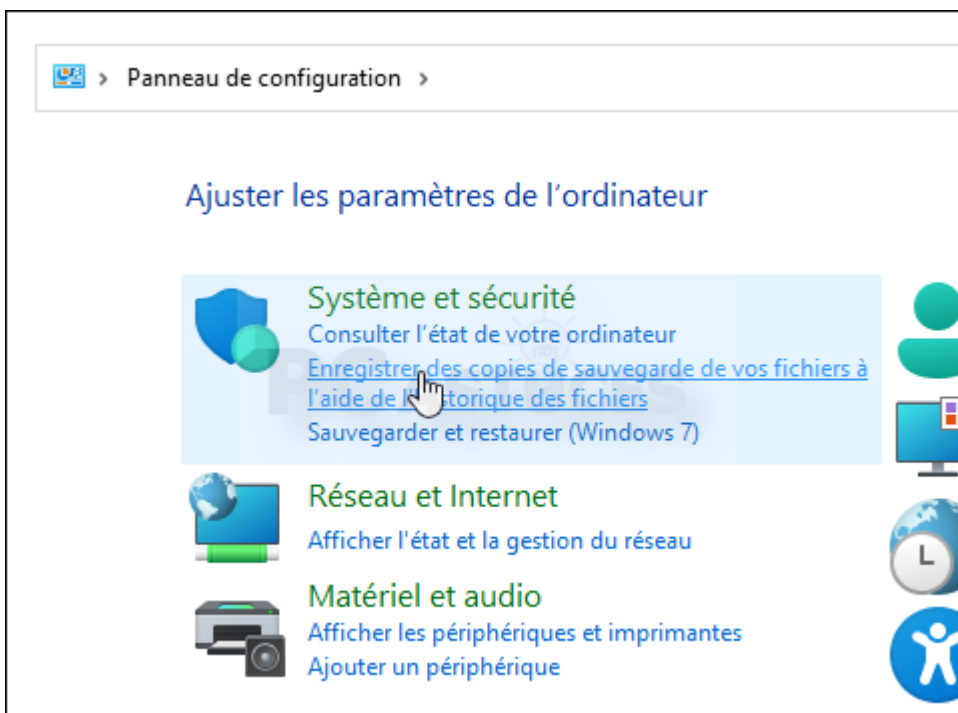 Panneau de configuration
Ajuster les paramètres de l'ordinateur
Système et sécurité
Consulter l'état de votre ordinateur
Enregistrer des copies de sauvegarde de vos fichiers à
l'aide de l'historique des fichiers
Sauvegarder et restaurer (Windows 7)
Réseau et Internet
Afficher l'état et la gestion du réseau
Matériel et audio
Afficher les périphériques et imprimantes
Ajouter un périphérique